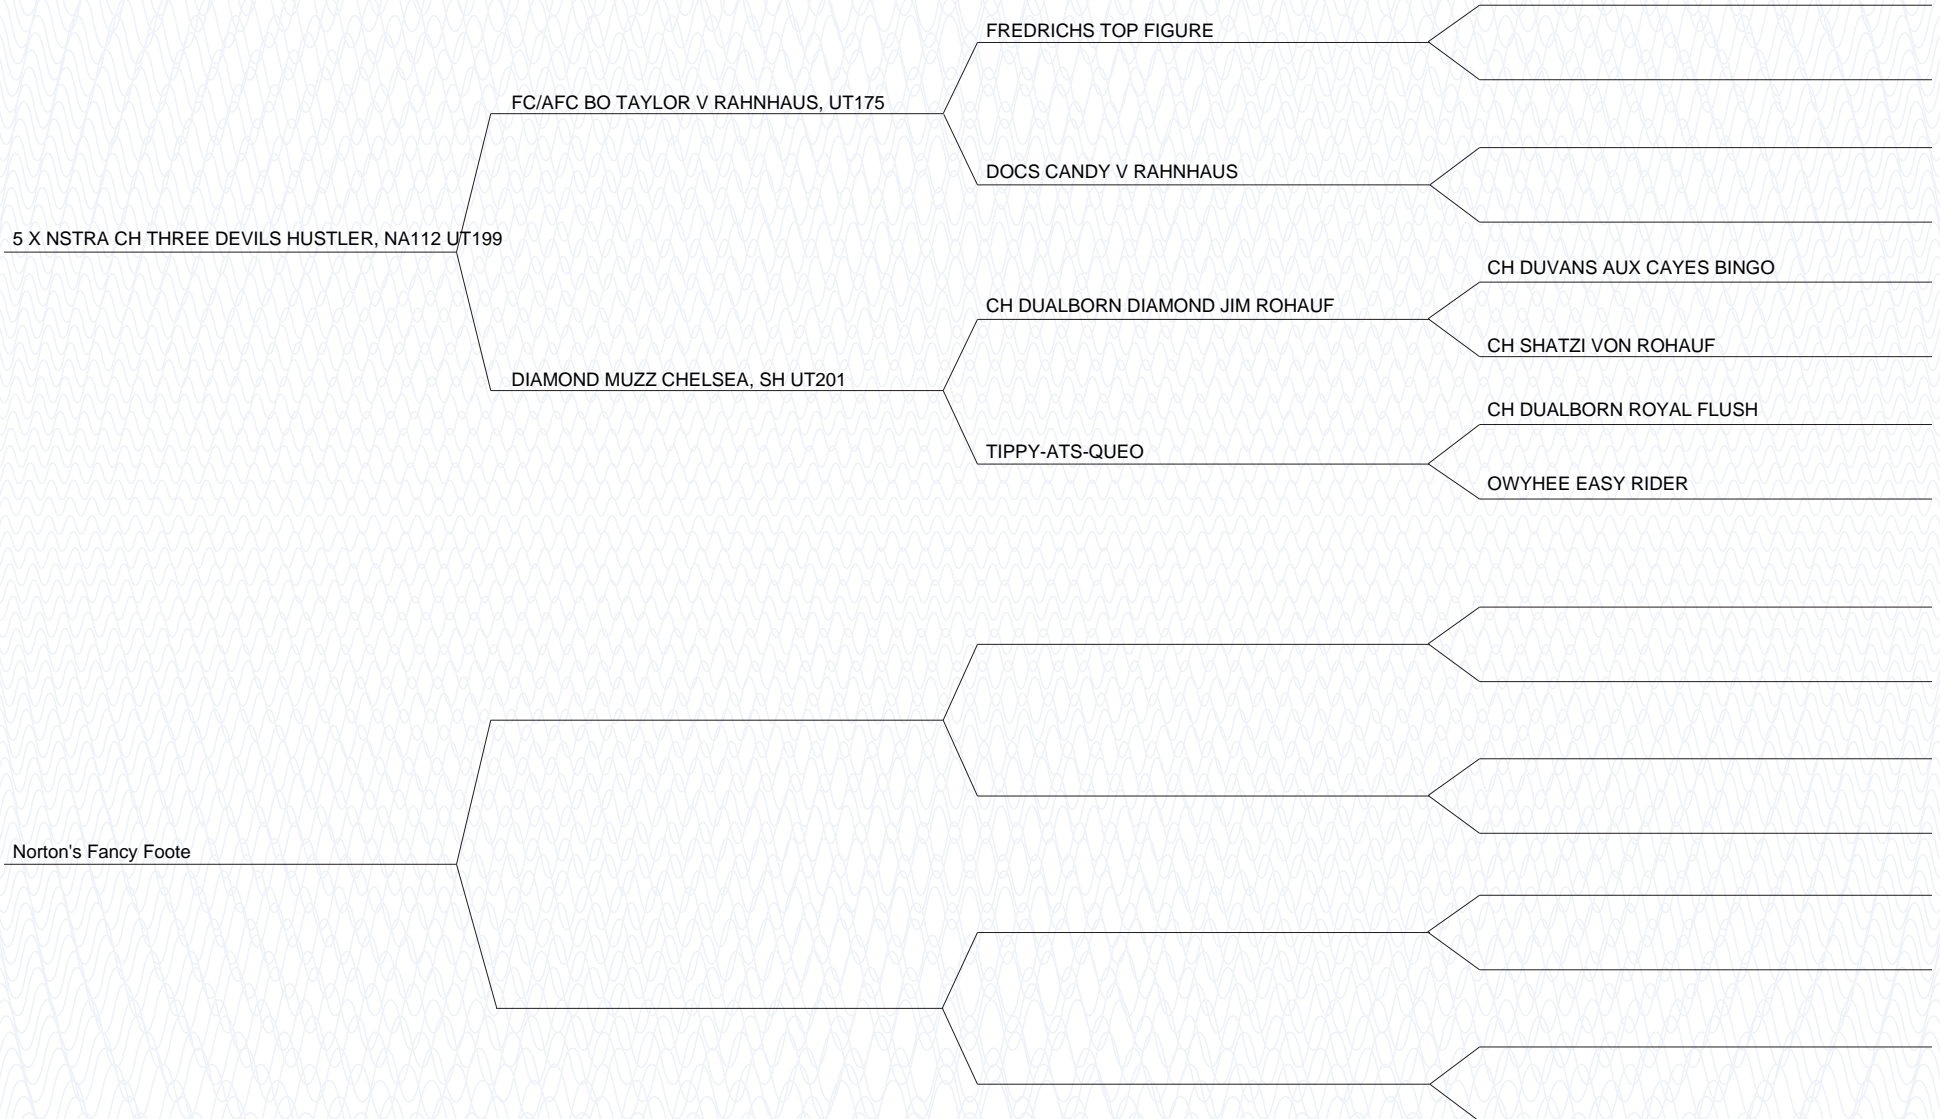 FREDRICHS TOP FIGURE
FC/AFC BO TAYLOR V RAHNHAUS, UT175
DOCS CANDY V RAHNHAUS
5 X NSTRA CH THREE DEVILS HUSTLER, NA112 UT199
CH DUVANS AUX CAYES BINGO
CH DUALBORN DIAMOND JIM ROHAUF
CH SHATZI VON ROHAUF
DIAMOND MUZZ CHELSEA, SH UT201
CH DUALBORN ROYAL FLUSH
TIPPY-ATS-QUEO
OWYHEE EASY RIDER
Norton's Fancy Foote